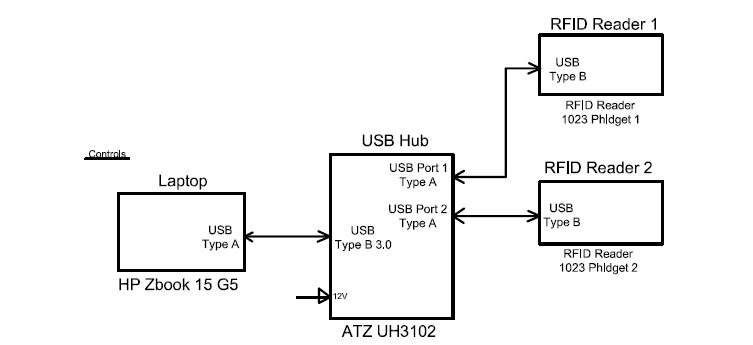 RFID Reader 1
USB
Type B
RFID Reader
1023 Phldget 1
USB Hub
USB Port 1
Type A
Controls
RFID Reader 2
Laptop
USB Port 2
Type A
USB
Type B
USB
Type A
USB
Type B 3.0
RFID Reader
1023 Phldget 2
HP Zbook 15 G5
12V
ATZ UH3102